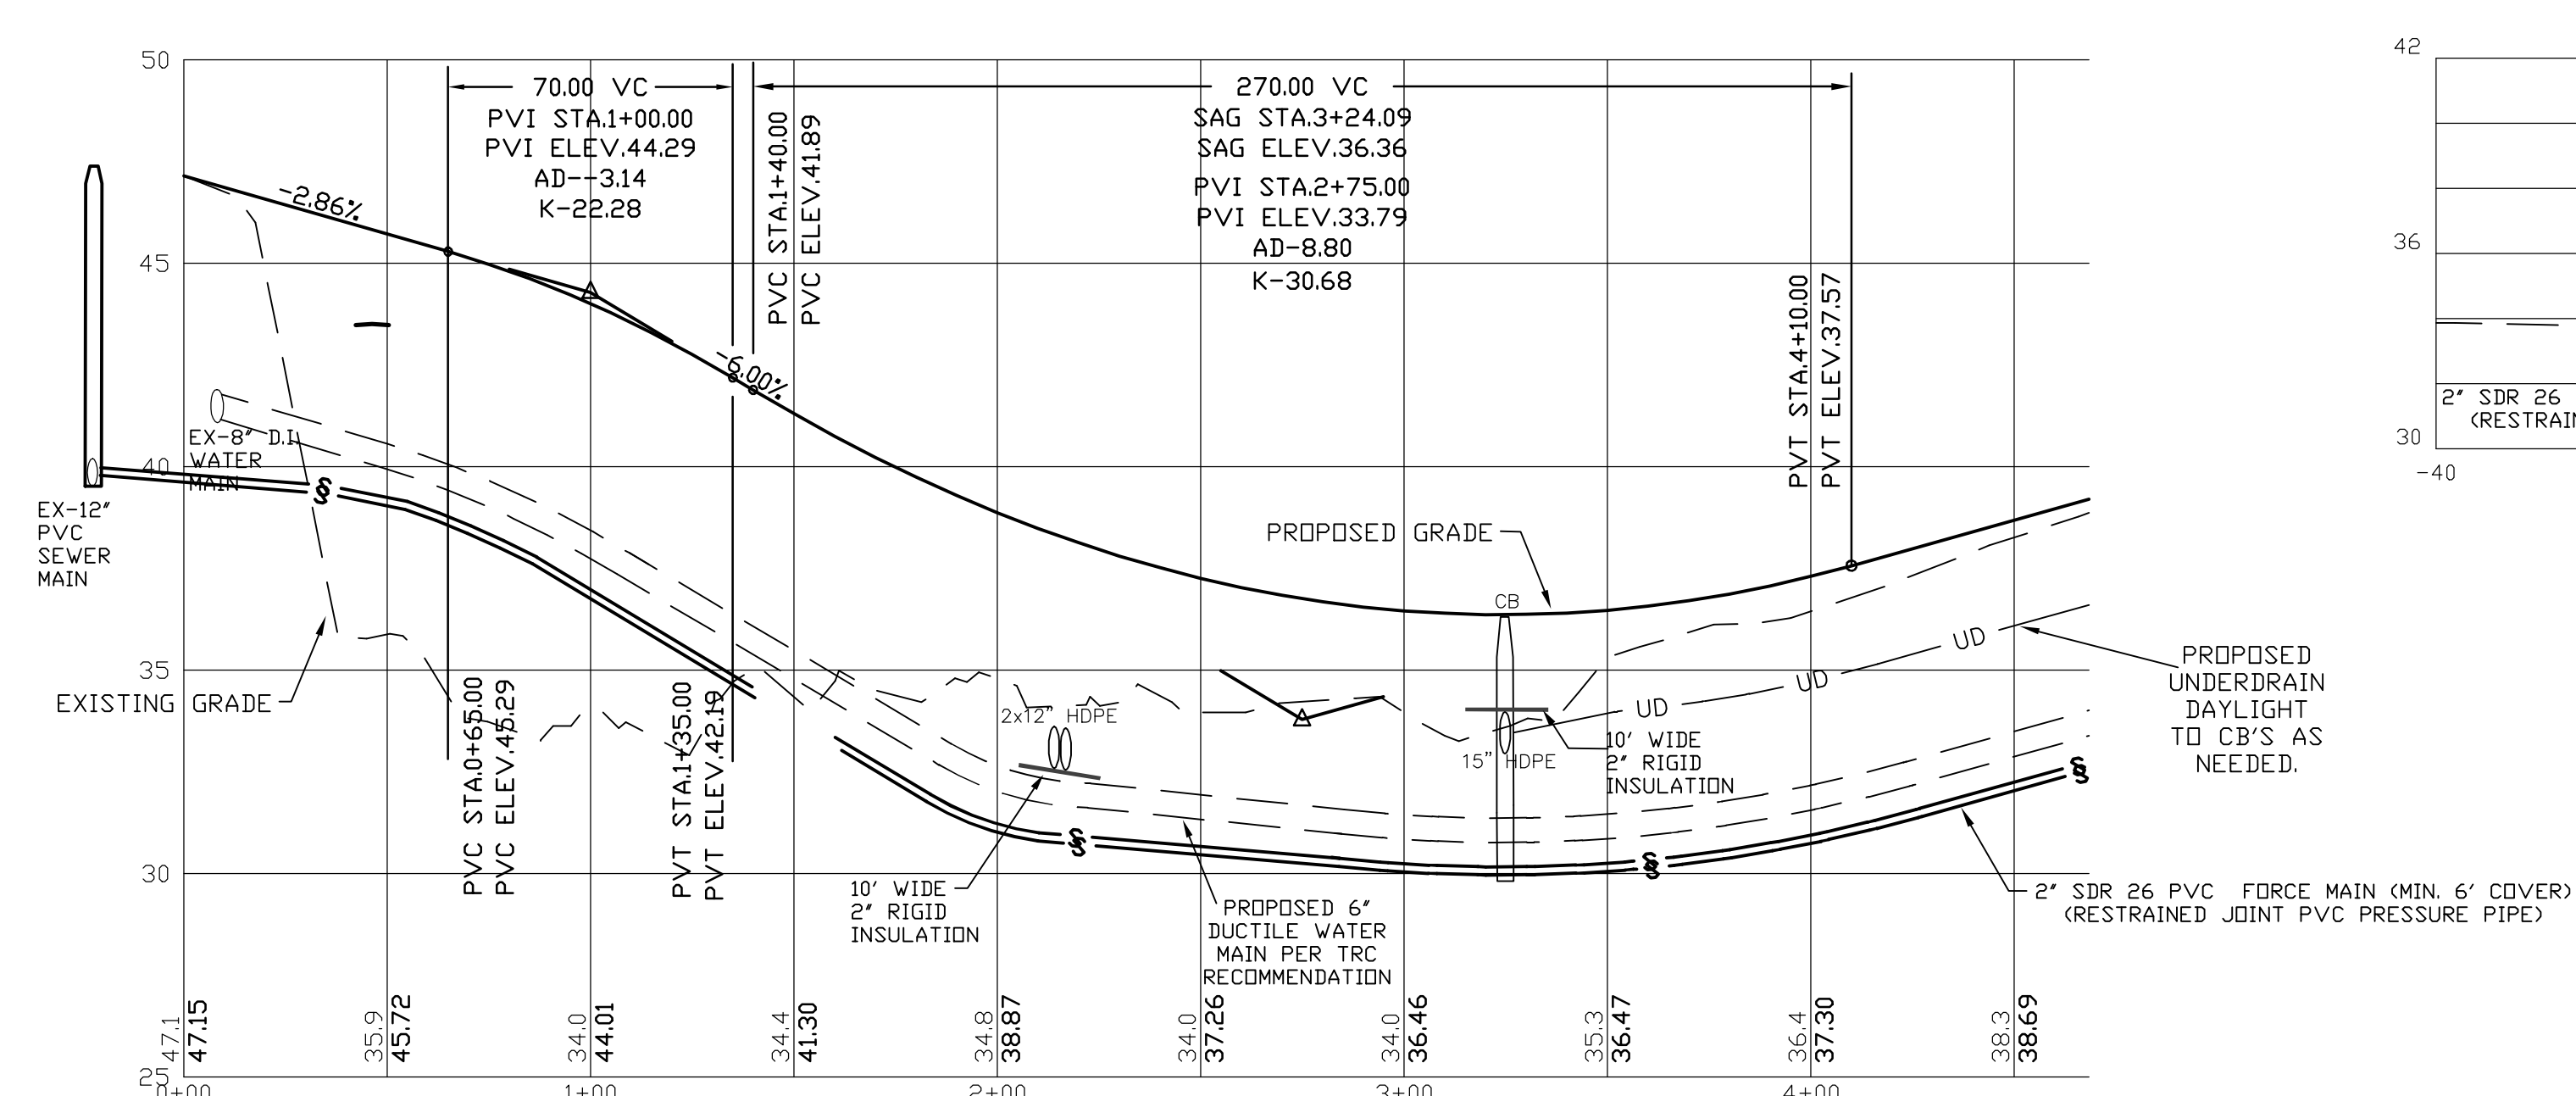 50
45
40
35
30
25
70.00 VC
PVI STA.1+00.00
PVI ELEV.44.29
AD--3.14
K-22.28
270.00 VC
SAG STA.3+24.09
SAG ELEV.36.36
PVI STA.2+75.00
PVI ELEV.33.79
AD-8.80
K-30.68
PVC STA.1+40.00
PVC ELEV.41.89
PVT STA.4+10.00
PVT ELEV.37.57
-2.86%
-6.00%
EX-8" D.I.
WATER
MAIN
EX-12"
PVC
SEWER
MAIN
EXISTING GRADE
PVC STA.0+65.00
PVC ELEV.45.29
PVT STA.1+35.00
PVT ELEV.42.19
PROPOSED GRADE
CB
2x12" HDPE
15" HDPE
10' WIDE
2" RIGID
INSULATION
UD
UD
UD
PROPOSED
UNDERDRAIN
DAYLIGHT
TO CB'S AS
NEEDED.
10' WIDE
2" RIGID
INSULATION
PROPOSED 6"
DUCTILE WATER
MAIN PER TRC
RECOMMENDATION
2" SDR 26 PVC FORCE MAIN (MIN. 6' COVER)
(RESTRAINED JOINT PVC PRESSURE PIPE)
47.1
47.15
35.9
45.72
34.0
44.01
34.4
41.30
34.8
38.87
34.0
37.26
34.0
36.46
35.3
36.47
36.4
37.30
38.3
38.69
0+00
1+00
2+00
3+00
4+00
42
36
30
-40
2" SDR 26
(RESTRAIN